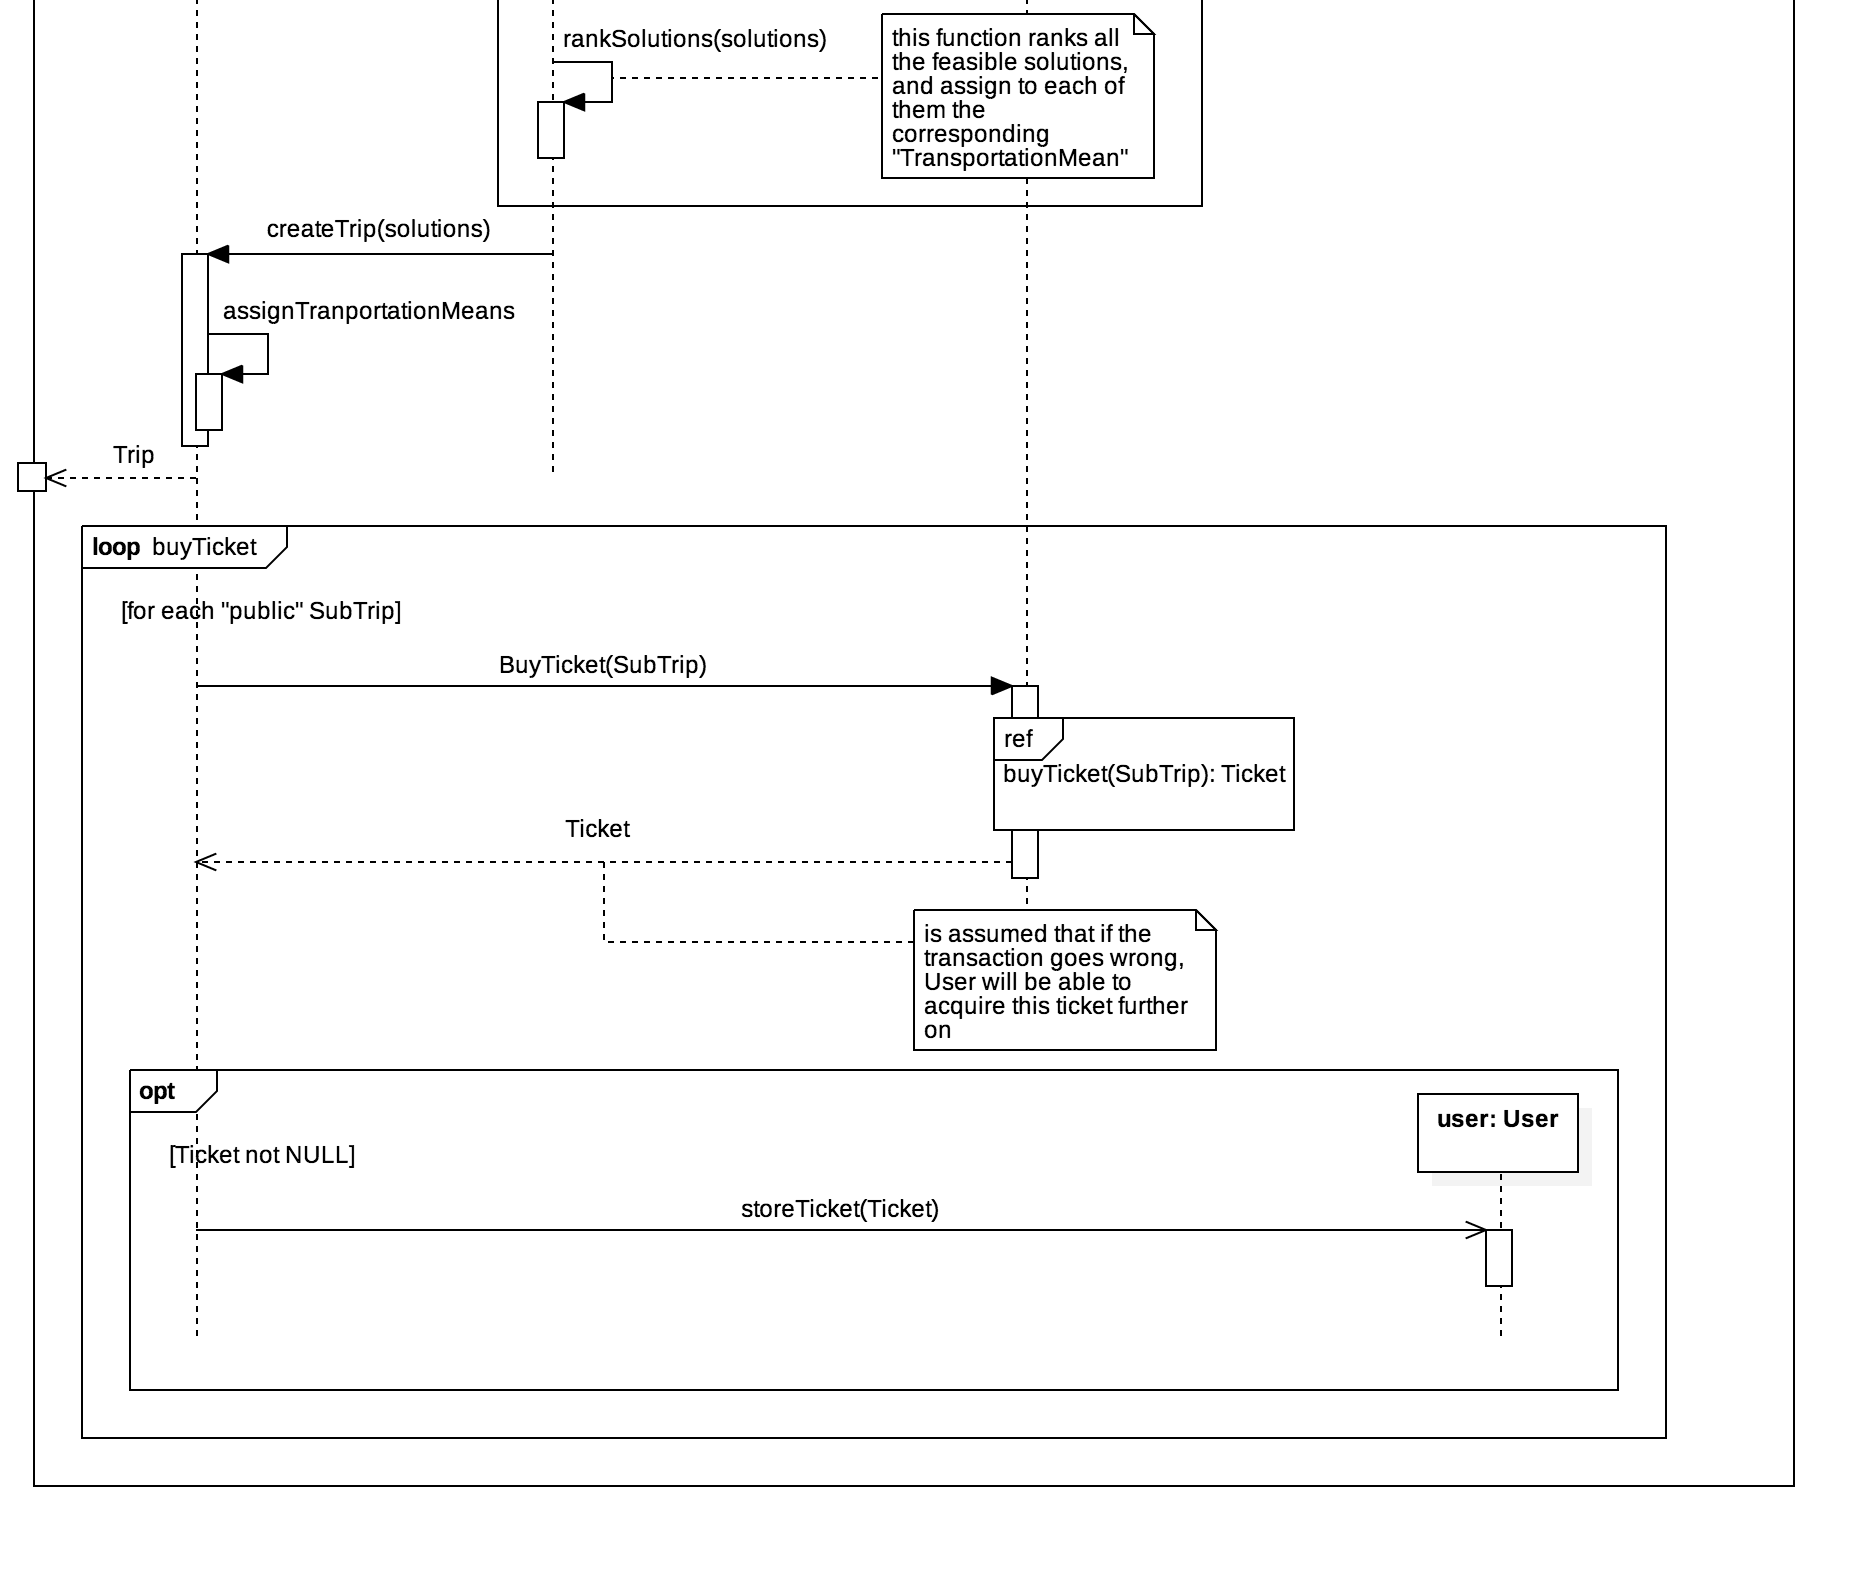 rankSolutions(solutions)
this function ranks all
the feasible solutions,
and assign to each of
them the
corresponding
"TransportationMean"
createTrip(solutions)
assignTranportationMeans
Trip
loop buyTicket
[for each "public" SubTrip]
BuyTicket(SubTrip)
ref
buyTicket(SubTrip): Ticket
Ticket
is assumed that if the
transaction goes wrong,
User will be able to
acquire this ticket further
on
opt
user: User
[Ticket not NULL]
storeTicket(Ticket)